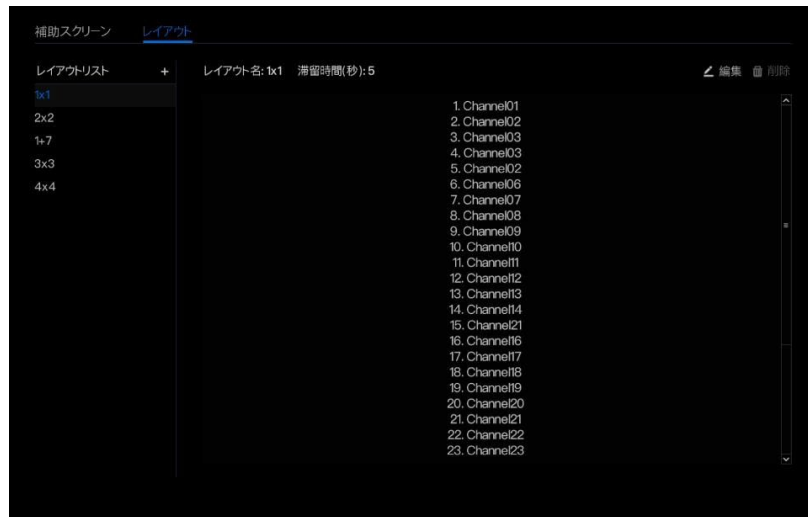 補助スクリーン レイアウト
レイアウトリスト +
1x1
2x2
1+7
3x3
4x4
レイアウト名: 1x1 滞留時間(秒): 5 編集 削除
1. Channel01
2. Channel02
3. Channel03
4. Channel03
5. Channel02
6. Channel06
7. Channel07
8. Channel08
9. Channel09
10. Channel10
11. Channel11
12. Channel12
13. Channel13
14. Channel14
15. Channel21
16. Channel16
17. Channel17
18. Channel18
19. Channel19
20. Channel20
21. Channel21
22. Channel22
23. Channel23